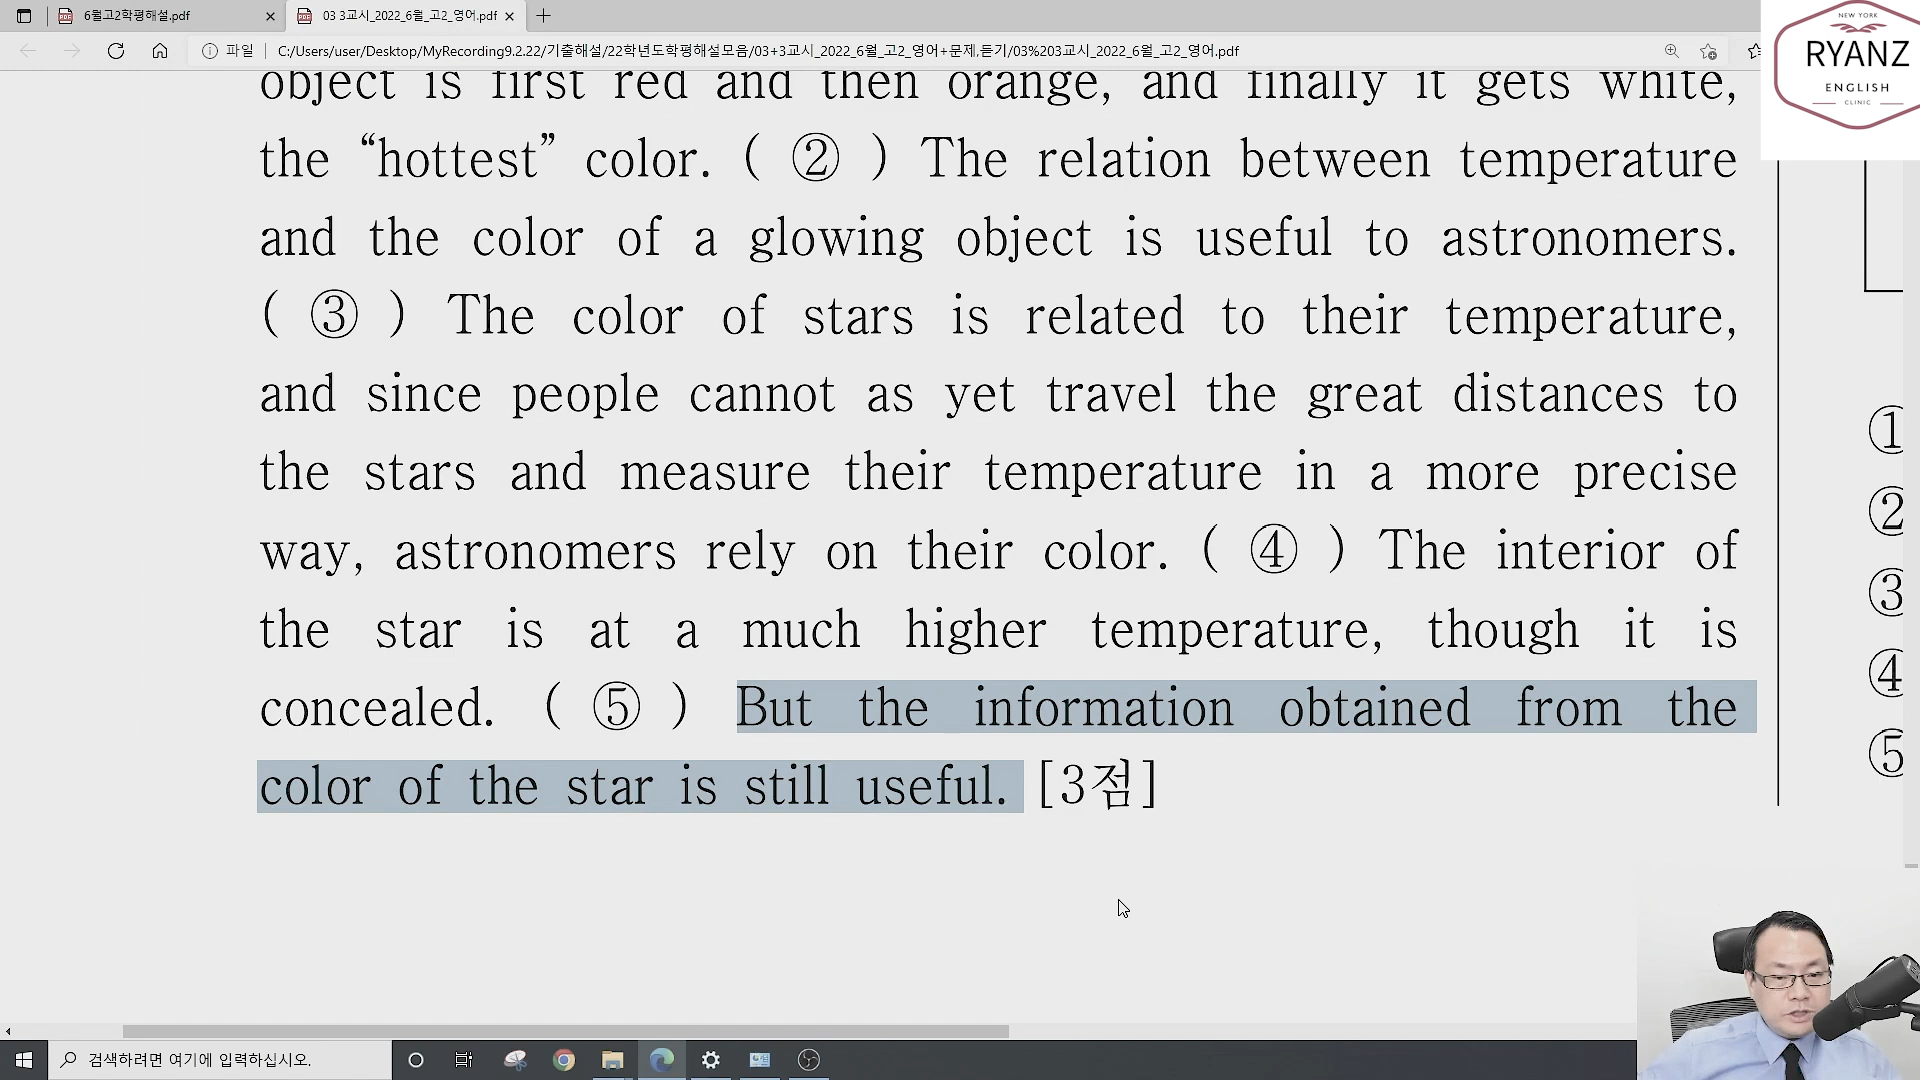 6월고2학평해설.pdf
03 3교시_2022_6월_고2_영어.pdf
파일
C:/Users/user/Desktop/MyRecording9.2.22/기출해설/22학년도학평해설모음/03+3교시_2022_6월_고2_영어+문제,듣기/03%203교시_2022_6월_고2_영어.pdf
NEW YORK
RYANZ
ENGLISH
CLINIC
object is first red and then orange, and finally it gets white,
the “hottest” color. ( ② ) The relation between temperature
and the color of a glowing object is useful to astronomers.
( ③ ) The color of stars is related to their temperature,
and since people cannot as yet travel the great distances to
the stars and measure their temperature in a more precise
way, astronomers rely on their color. ( ④ ) The interior of
the star is at a much higher temperature, though it is
concealed. ( ⑤ ) But the information obtained from the
color of the star is still useful. [3점]
①
②
③
④
⑤
검색하려면 여기에 입력하십시오.